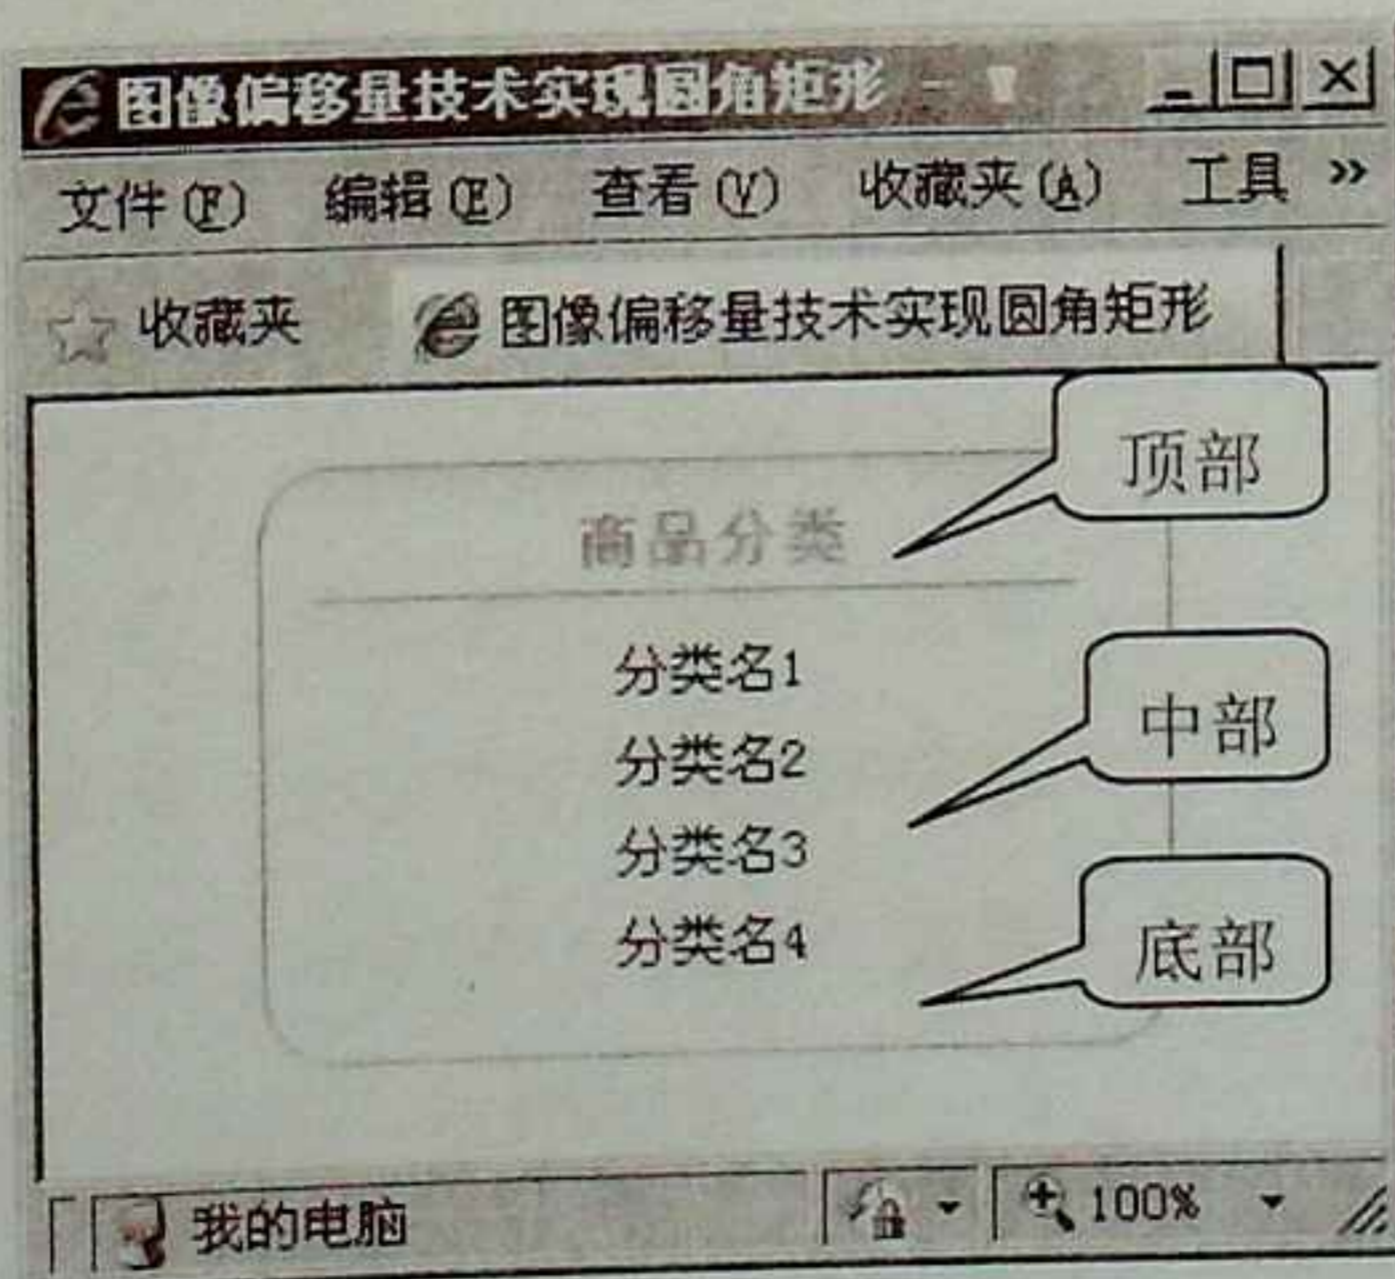 图像偏移量技术实现圆角矩形 -
文件(F) 编辑(E) 查看(V) 收藏夹(A) 工具 »
收藏夹 图像偏移量技术实现圆角矩形
顶部
商品分类
分类名1
中部
分类名2
分类名3
底部
分类名4
我的电脑 100%